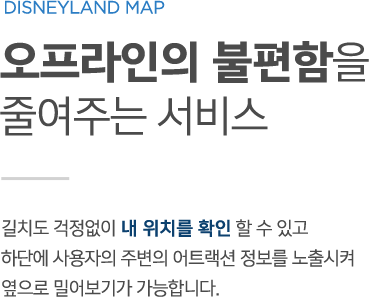 DISNEYLAND MAP
오프라인의 불편함을
줄여주는 서비스
길치도 걱정없이 내 위치를 확인 할 수 있고
하단에 사용자의 주변의 어트랙션 정보를 노출시켜
옆으로 밀어보기가 가능합니다.